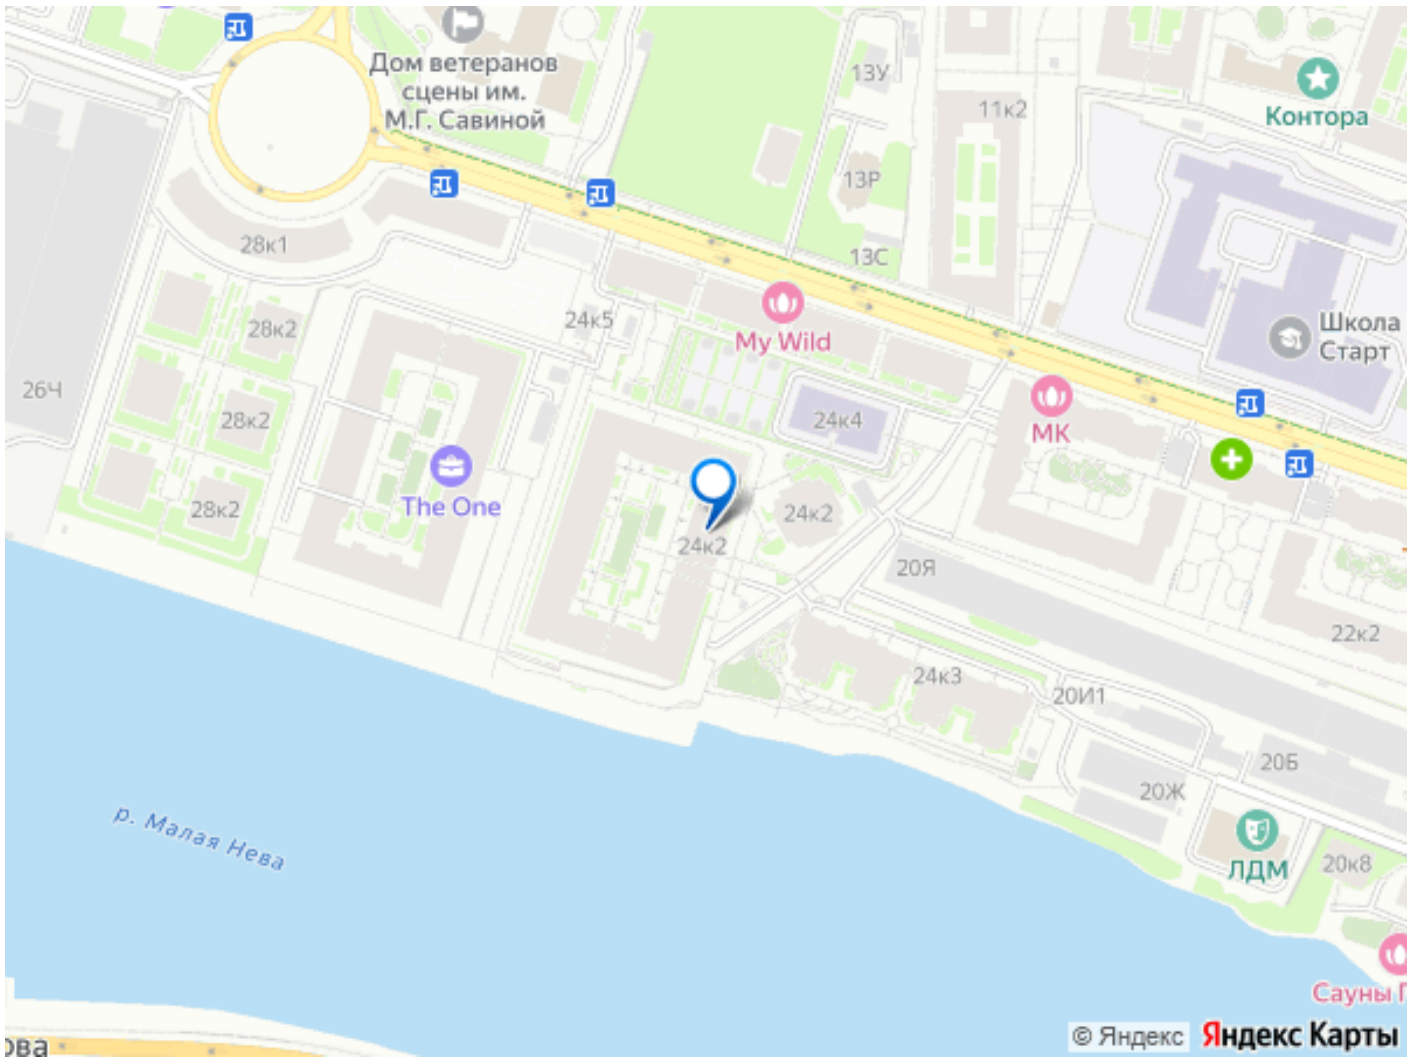 Дом ветеранов
сцены им.
М.Г. Савиной
13У
11к2
Контора
13Р
28к1
13С
24к5
28к2
My Wild
Школа
Старт
26Ч
28к2
24к4
МК
The One
28к2
24к2
24к2
20Я
22к2
24к3
20И1
20Б
20Ж
р. Малая Нева
ЛДМ
20к8
Сауны
ова
© Яндекс
Яндекс Карты